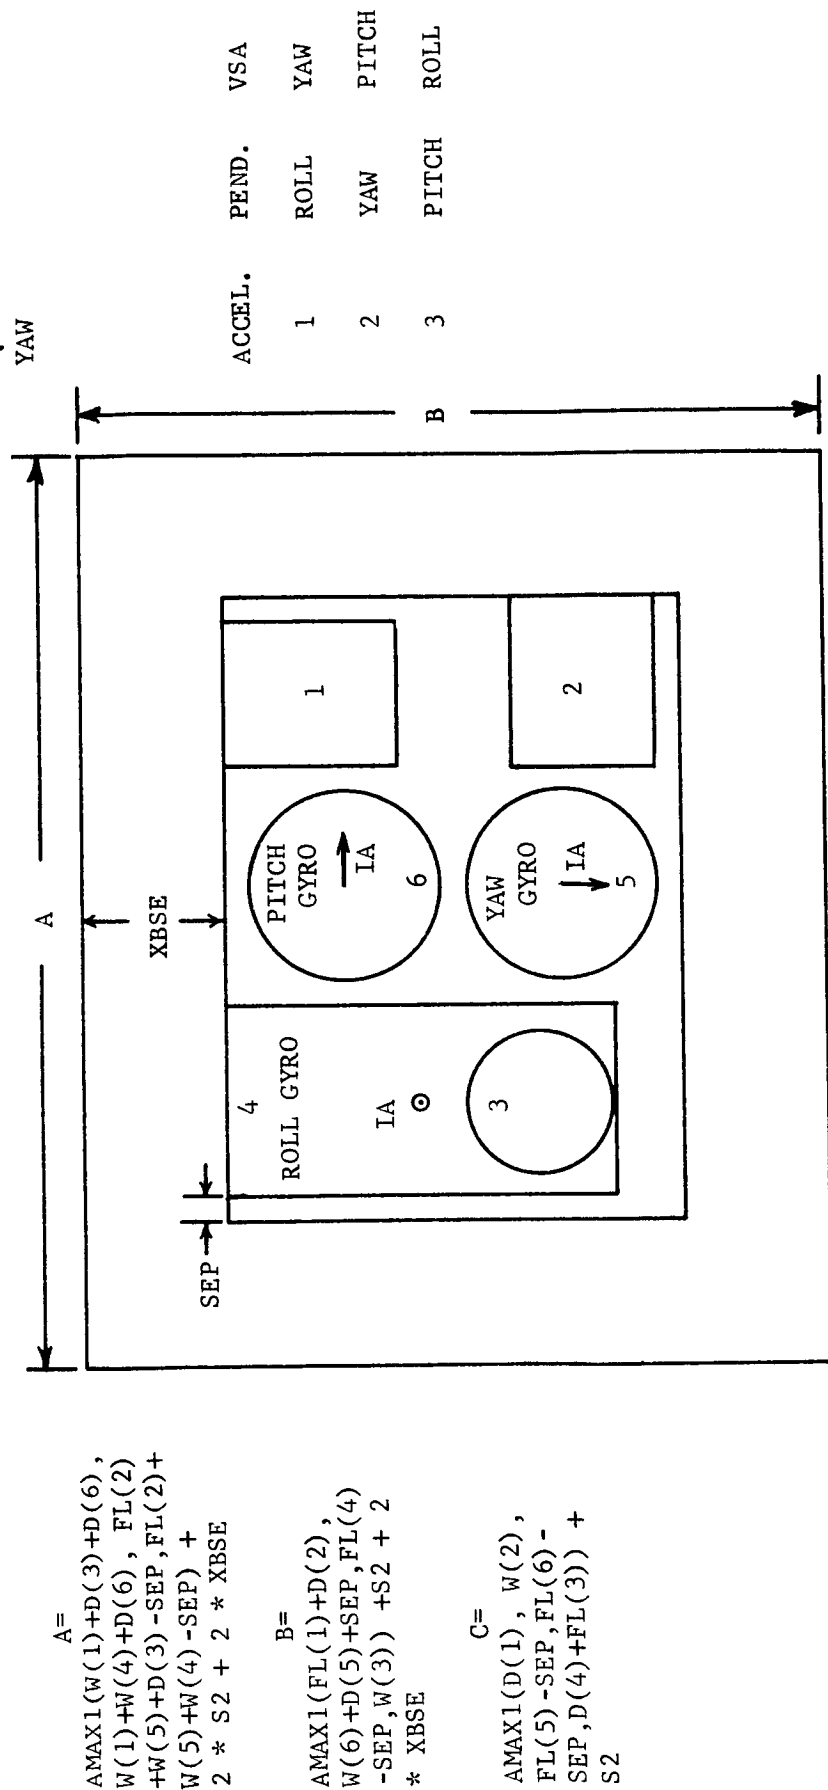 A=
AMAX1(W(1)+D(3)+D(6),
W(1)+W(4)+D(6), FL(2)
+W(5)+D(3)-SEP,FL(2)+
W(5)+W(4)-SEP) +
2 * S2 + 2 * XBSE
B=
AMAX1(FL(1)+D(2),
W(6)+D(5)+SEP,FL(4)
-SEP,W(3)) +S2 + 2
* XBSE
C=
AMAX1(D(1), W(2),
FL(5)-SEP,FL(6)-
SEP,D(4)+FL(3)) +
S2
A
XBSE
SEP
4
ROLL GYRO
IA
3
PITCH
GYRO
IA
6
YAW
GYRO
IA
5
1
2
B
YAW
ACCEL. PEND. VSA
1 ROLL YAW
2 YAW PITCH
3 PITCH ROLL